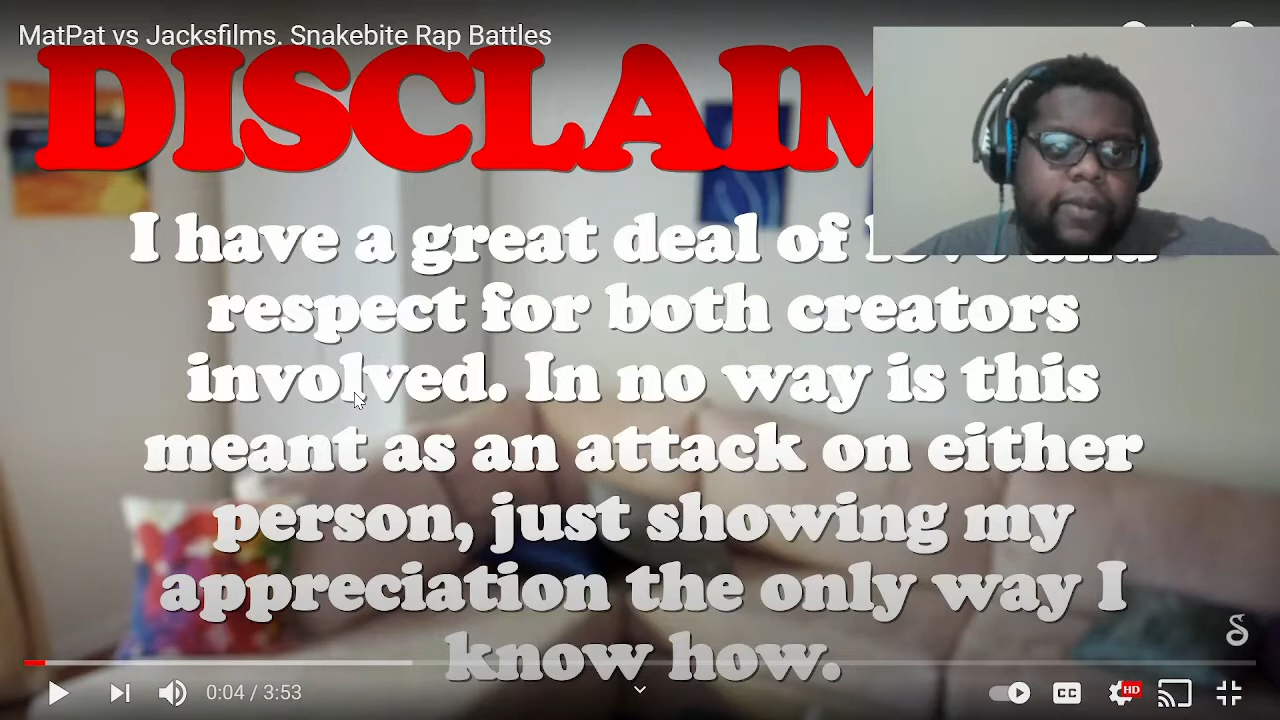 MatPat vs Jacksfilms. Snakebite Rap Battles
I have a great deal of
respect for both creators
involved. In no way is this
meant as an attack on either
person, just showing my
appreciation the only way I
know how.
0:04 / 3:53
CC
HD